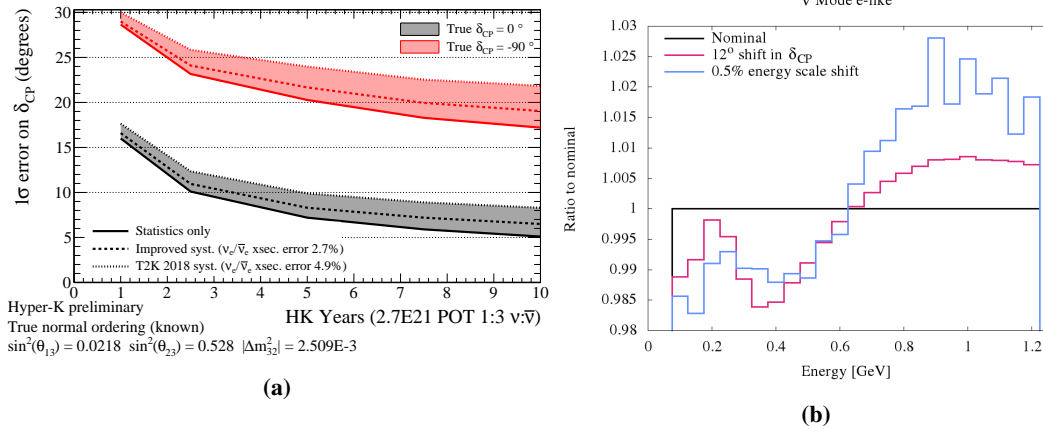 1σ error on δCP (degrees)
30
25
20
15
10
5
0
True δCP = 0 °
True δCP = -90 °
Statistics only
Improved syst. (νe/ν̅e xsec. error 2.7%)
T2K 2018 syst. (νe/ν̅e xsec. error 4.9%)
0 1 2 3 4 5 6 7 8 9 10
HK Years (2.7E21 POT 1:3 ν:ν̅)
Hyper-K preliminary
True normal ordering (known)
sin²(θ13) = 0.0218 sin²(θ23) = 0.528 |Δm²32| = 2.509E-3
(a)
Mode e-like
Nominal
12° shift in δCP
0.5% energy scale shift
Ratio to nominal
1.03
1.025
1.02
1.015
1.01
1.005
1
0.995
0.99
0.985
0.98
0 0.2 0.4 0.6 0.8 1 1.2
Energy [GeV]
(b)